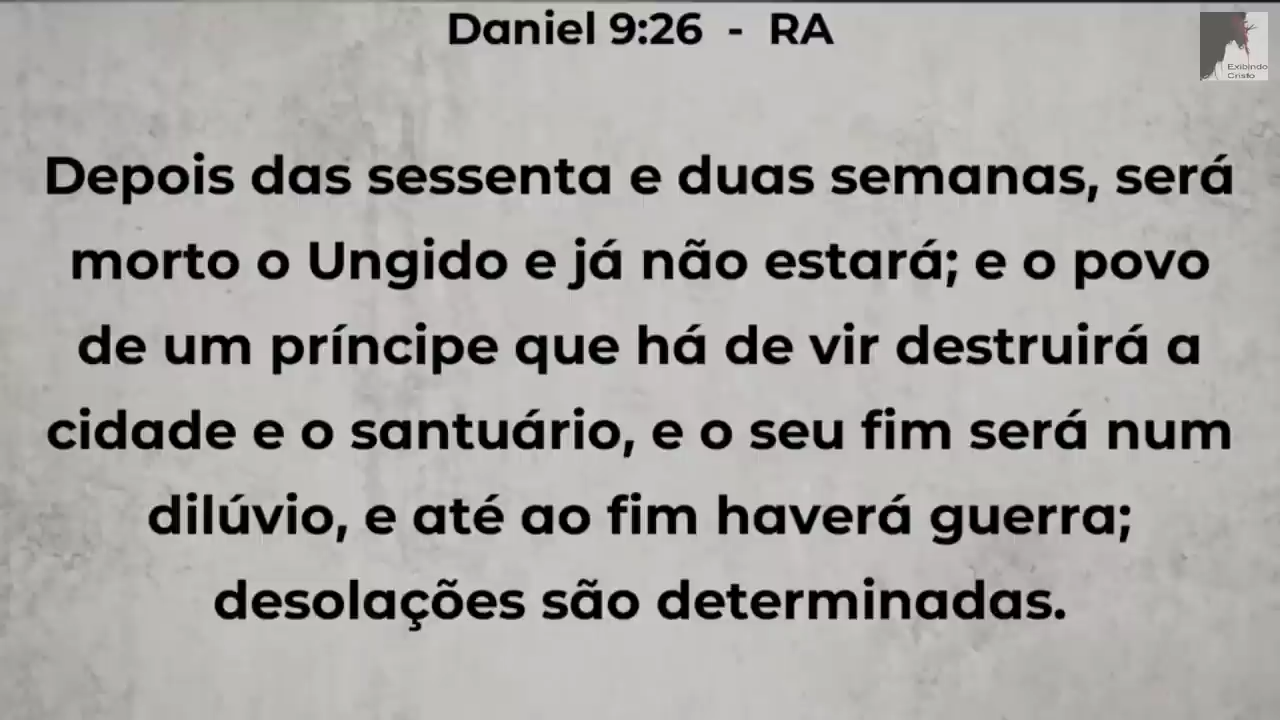 Daniel 9:26 - RA
Exibindo
Cristo
Depois das sessenta e duas semanas, será
morto o Ungido e já não estará; e o povo
de um príncipe que há de vir destruirá a
cidade e o santuário, e o seu fim será num
dilúvio, e até ao fim haverá guerra;
desolações são determinadas.